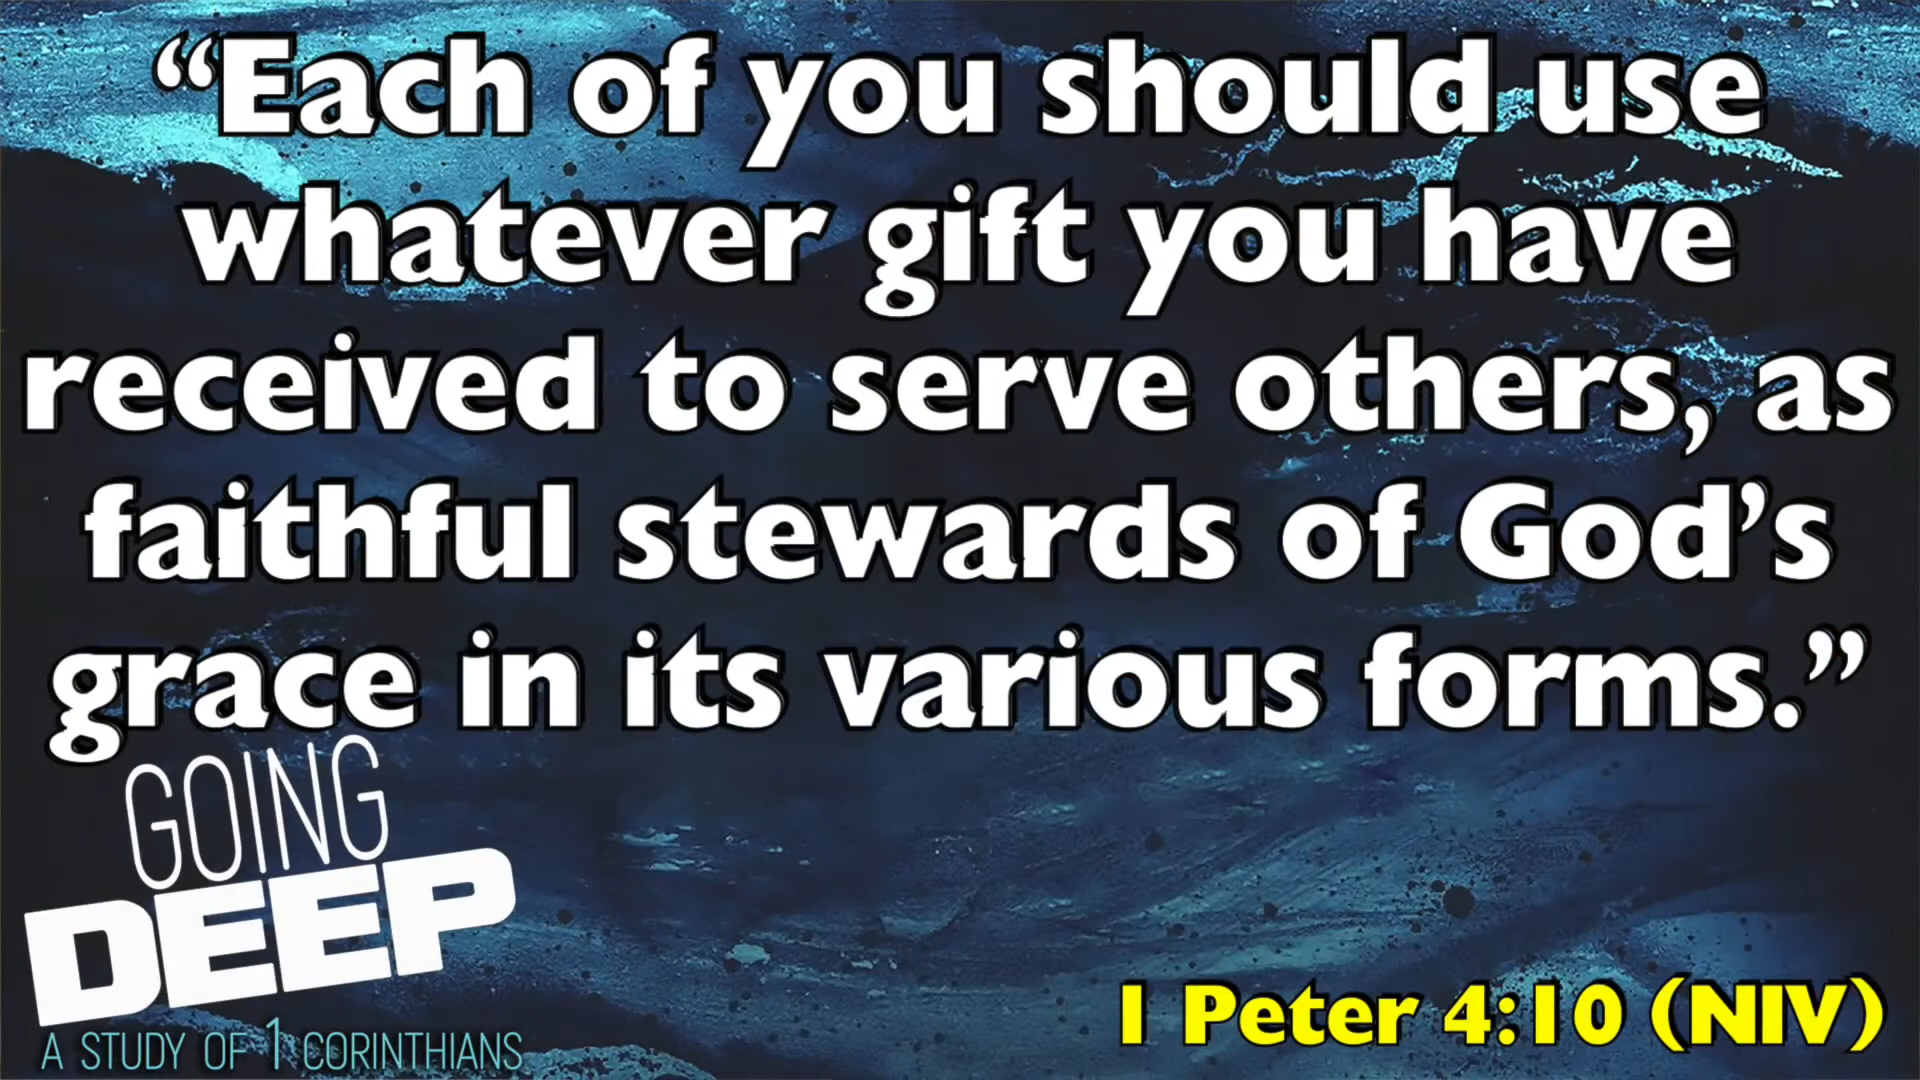 “Each of you should use
whatever gift you have
received to serve others, as
faithful stewards of God’s
grace in its various forms.”
GOING
DEEP
A STUDY OF 1 CORINTHIANS
1 Peter 4:10 (NIV)